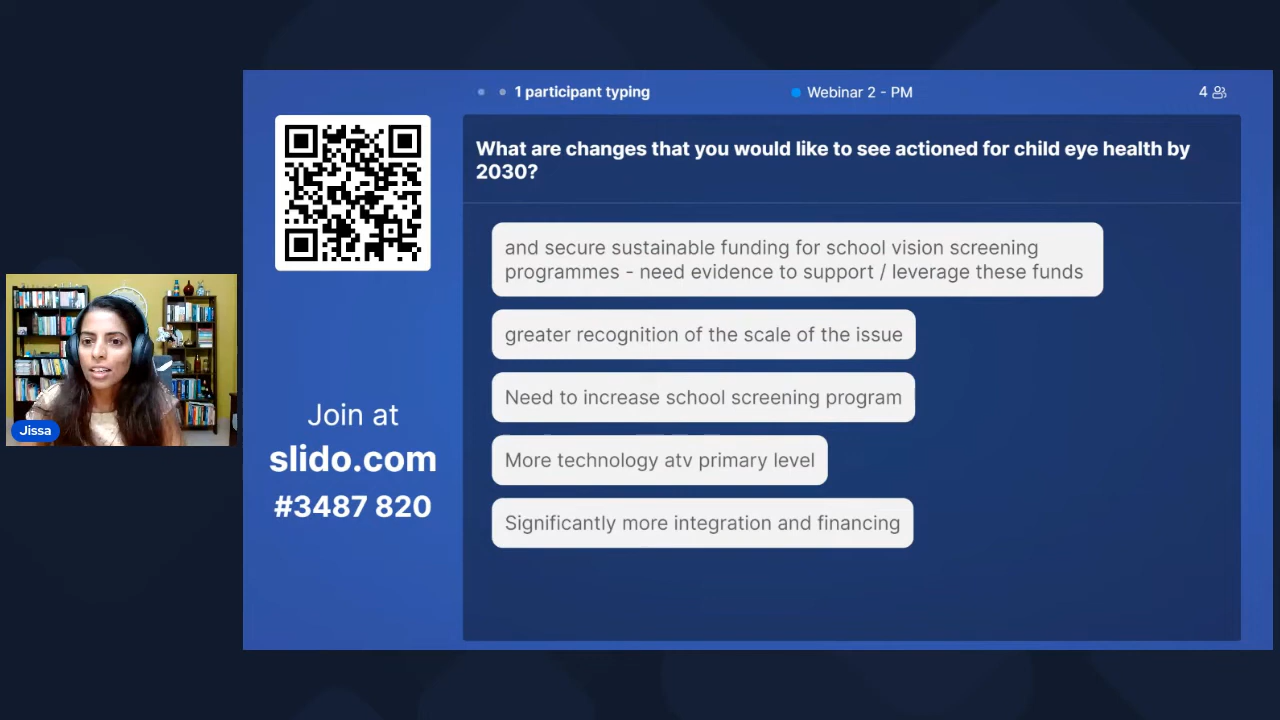 1 participant typing
Webinar 2 - PM
4
What are changes that you would like to see actioned for child eye health by
2030?
and secure sustainable funding for school vision screening
programmes - need evidence to support / leverage these funds
greater recognition of the scale of the issue
Need to increase school screening program
More technology atv primary level
Significantly more integration and financing
Join at
slido.com
#3487 820
Jissa